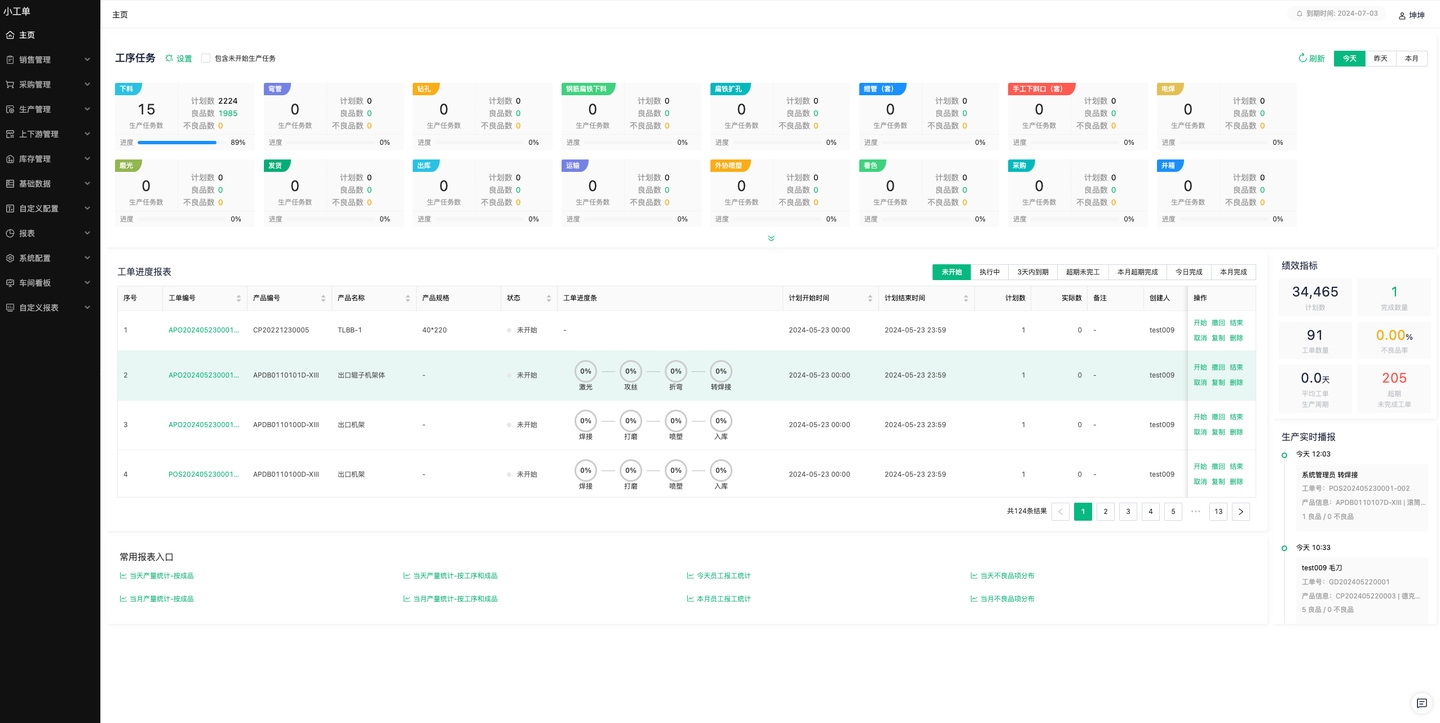 小工单
主页
销售管理
采购管理
生产管理
上下游管理
库存管理
基础数据
自定义配置
报表
系统配置
车间看板
自定义报表
主页
到期时间: 2024-07-03
坤坤
工序任务 设置 包含未开始生产任务
刷新 今天 昨天 本月
下料
15
生产任务数
计划数 2224
良品数 1985
不良品数 0
进度 89%
弯管
0
生产任务数
计划数 0
良品数 0
不良品数 0
进度 0%
钻孔
0
生产任务数
计划数 0
良品数 0
不良品数 0
进度 0%
钢筋扁铁下料
0
生产任务数
计划数 0
良品数 0
不良品数 0
进度 0%
扁铁扩孔
0
生产任务数
计划数 0
良品数 0
不良品数 0
进度 0%
缩管（套）
0
生产任务数
计划数 0
良品数 0
不良品数 0
进度 0%
手工下斜口（套）
0
生产任务数
计划数 0
良品数 0
不良品数 0
进度 0%
电焊
0
生产任务数
计划数 0
良品数 0
不良品数 0
进度 0%
磨光
0
生产任务数
计划数 0
良品数 0
不良品数 0
进度 0%
发货
0
生产任务数
计划数 0
良品数 0
不良品数 0
进度 0%
出库
0
生产任务数
计划数 0
良品数 0
不良品数 0
进度 0%
运输
0
生产任务数
计划数 0
良品数 0
不良品数 0
进度 0%
外协喷塑
0
生产任务数
计划数 0
良品数 0
不良品数 0
进度 0%
着色
0
生产任务数
计划数 0
良品数 0
不良品数 0
进度 0%
采购
0
生产任务数
计划数 0
良品数 0
不良品数 0
进度 0%
并箱
0
生产任务数
计划数 0
良品数 0
不良品数 0
进度 0%
工单进度报表
未开始 执行中 3天内到期 超期未完工 本月超期完成 今日完成 本月完成
序号 工单编号 产品编号 产品名称 产品规格 状态 工单进度条 计划开始时间 计划结束时间 计划数 实际数 备注 创建人 操作
1 APO202405230001... CP20221230005 TLBB-1 40*220 未开始 - 2024-05-23 00:00 2024-05-23 23:59 1 0 - test009
开始 撤回 结束
取消 复制 删除
2 APO202405230001... APDB0110101D-XIII 出口辊子机架体 - 未开始 0% 0% 0% 0% 2024-05-23 00:00 2024-05-23 23:59 1 0 - test009
激光 攻丝 折弯 转焊接
开始 撤回 结束
取消 复制 删除
3 APO202405230001... APDB0110100D-XIII 出口机架 - 未开始 0% 0% 0% 0% 2024-05-23 00:00 2024-05-23 23:59 1 0 - test009
焊接 打磨 喷塑 入库
开始 撤回 结束
取消 复制 删除
4 POS202405230001... APDB0110100D-XIII 出口机架 - 未开始 0% 0% 0% 0% 2024-05-23 00:00 2024-05-23 23:59 1 0 - test009
焊接 打磨 喷塑 入库
开始 撤回 结束
取消 复制 删除
共124条结果 1 2 3 4 5 ··· 13
常用报表入口
当天产量统计-按成品 当天产量统计-按工序和成品 今天员工报工统计 当天不良品项分布
当月产量统计-按成品 当月产量统计-按工序和成品 本月员工报工统计 当月不良品项分布
绩效指标
34,465
计划数
1
完成数量
91
工单数量
0.00%
不良品率
0.0天
平均工单
生产周期
205
超期
未完成工单
生产实时播报
今天 12:03
系统管理员 转焊接
工单号：POS202405230001-002
产品信息：APDB0110107D-XIII | 滚筒...
1 良品 / 0 不良品
今天 10:33
test009 毛刀
工单号：GD202405220001
产品信息：CP202405220003 | 德克...
5 良品 / 0 不良品